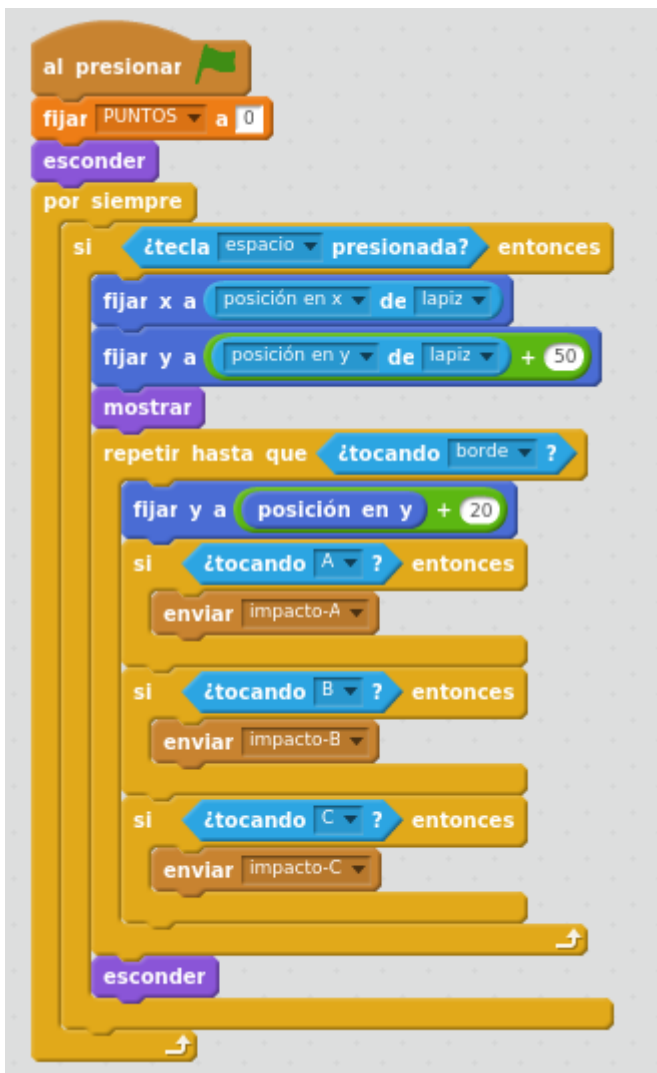 al presionar
fijar PUNTOS a 0
esconder
por siempre
si ¿tecla espacio presionada? entonces
fijar x a posición en x de lapiz
fijar y a posición en y de lapiz + 50
mostrar
repetir hasta que ¿tocando borde ?
fijar y a posición en y + 20
si ¿tocando A ? entonces
enviar impacto-A
si ¿tocando B ? entonces
enviar impacto-B
si ¿tocando C ? entonces
enviar impacto-C
esconder